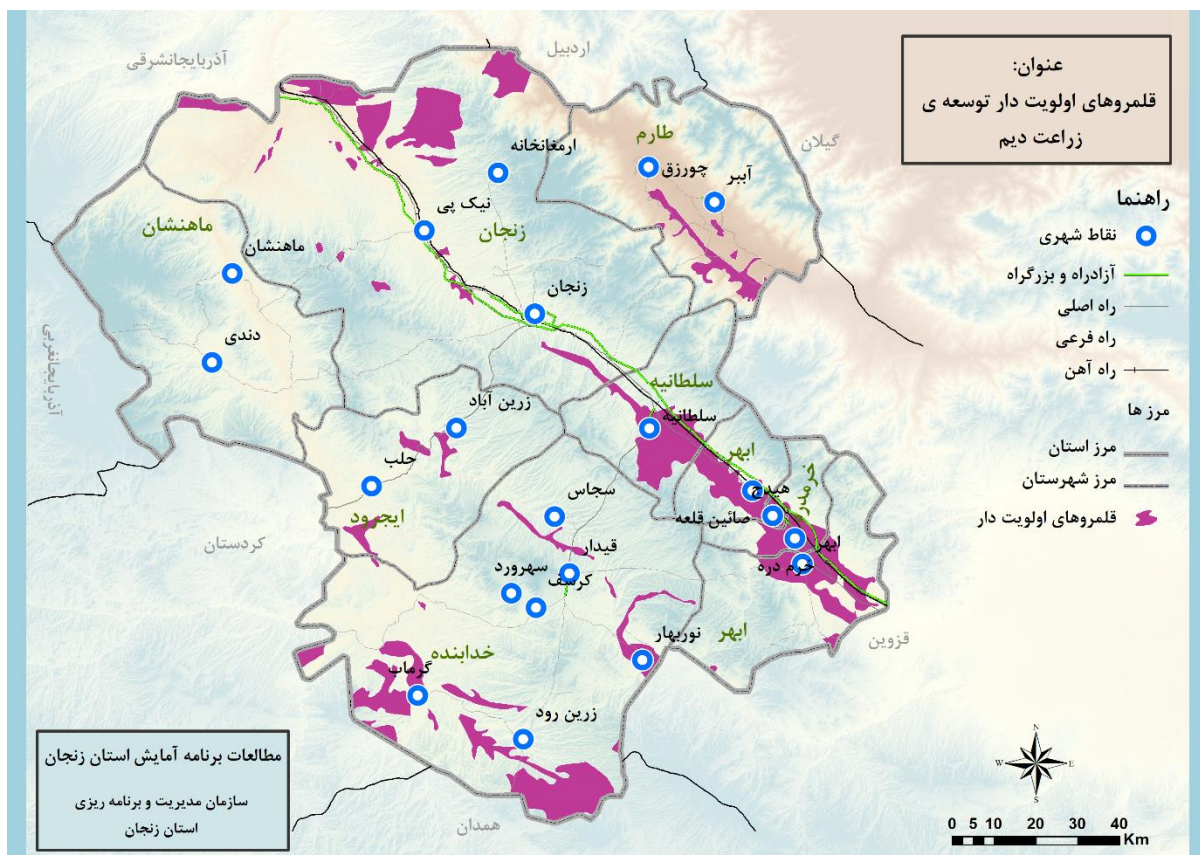 عنوان:
قلمروهای اولویت دار توسعه ی
زراعت دیم
راهنما
نقاط شهری
آزادراه و بزرگراه
راه اصلی
راه فرعی
راه آهن
مرز ها
مرز استان
مرز شهرستان
قلمروهای اولویت دار
اردبیل
آذربایجانشرقی
گیلان
طارم
چورزق
آببر
ارمغانخانه
نیک پی
زنجان
ماهنشان
ماهنشان
زنجان
دندی
آذربایجانغربی
سلطانیه
سلطانیه
زرین آباد
حلب
ایجرود
ابهر
خرمدره
هیدج
صائین قلعه
ابهر
خرم دره
سجاس
قیدار
کرسف
سهرورد
کردستان
نوربهار
ابهر
قزوین
خدابنده
گرماب
زرین رود
همدان
مطالعات برنامه آمایش استان زنجان
سازمان مدیریت و برنامه ریزی
استان زنجان
N
W E
S
0 5 10 20 30 40
Km